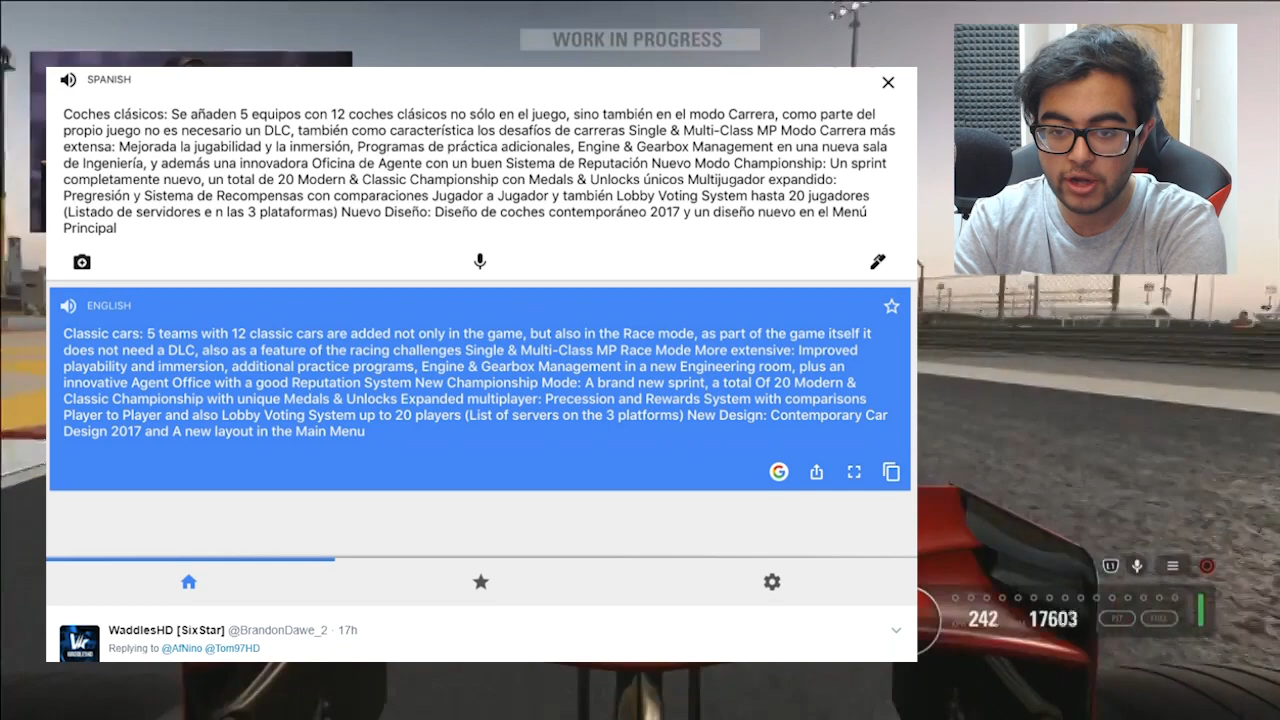 WORK IN PROGRESS
SPANISH
Coches clásicos: Se añaden 5 equipos con 12 coches clásicos no sólo en el juego, sino también en el modo Carrera, como parte del
propio juego no es necesario un DLC, también como característica los desafíos de carreras Single & Multi-Class MP Modo Carrera más
extensa: Mejorada la jugabilidad y la inmersión, Programas de práctica adicionales, Engine & Gearbox Management en una nueva sala
de Ingeniería, y además una innovadora Oficina de Agente con un buen Sistema de Reputación Nuevo Modo Championship: Un sprint
completamente nuevo, un total de 20 Modern & Classic Championship con Medals & Unlocks únicos Multijugador expandido:
Pregresión y Sistema de Recompensas con comparaciones Jugador a Jugador y también Lobby Voting System hasta 20 jugadores
(Listado de servidores e n las 3 plataformas) Nuevo Diseño: Diseño de coches contemporáneo 2017 y un diseño nuevo en el Menú
Principal
ENGLISH
Classic cars: 5 teams with 12 classic cars are added not only in the game, but also in the Race mode, as part of the game itself it
does not need a DLC, also as a feature of the racing challenges Single & Multi-Class MP Race Mode More extensive: Improved
playability and immersion, additional practice programs, Engine & Gearbox Management in a new Engineering room, plus an
innovative Agent Office with a good Reputation System New Championship Mode: A brand new sprint, a total Of 20 Modern &
Classic Championship with unique Medals & Unlocks Expanded multiplayer: Precession and Rewards System with comparisons
Player to Player and also Lobby Voting System up to 20 players (List of servers on the 3 platforms) New Design: Contemporary Car
Design 2017 and A new layout in the Main Menu
G
WaddlesHD [SixStar] @BrandonDawe_2 · 17h
Replying to @AfNino @Tom97HD
L1
242 17603
PIT FUEL